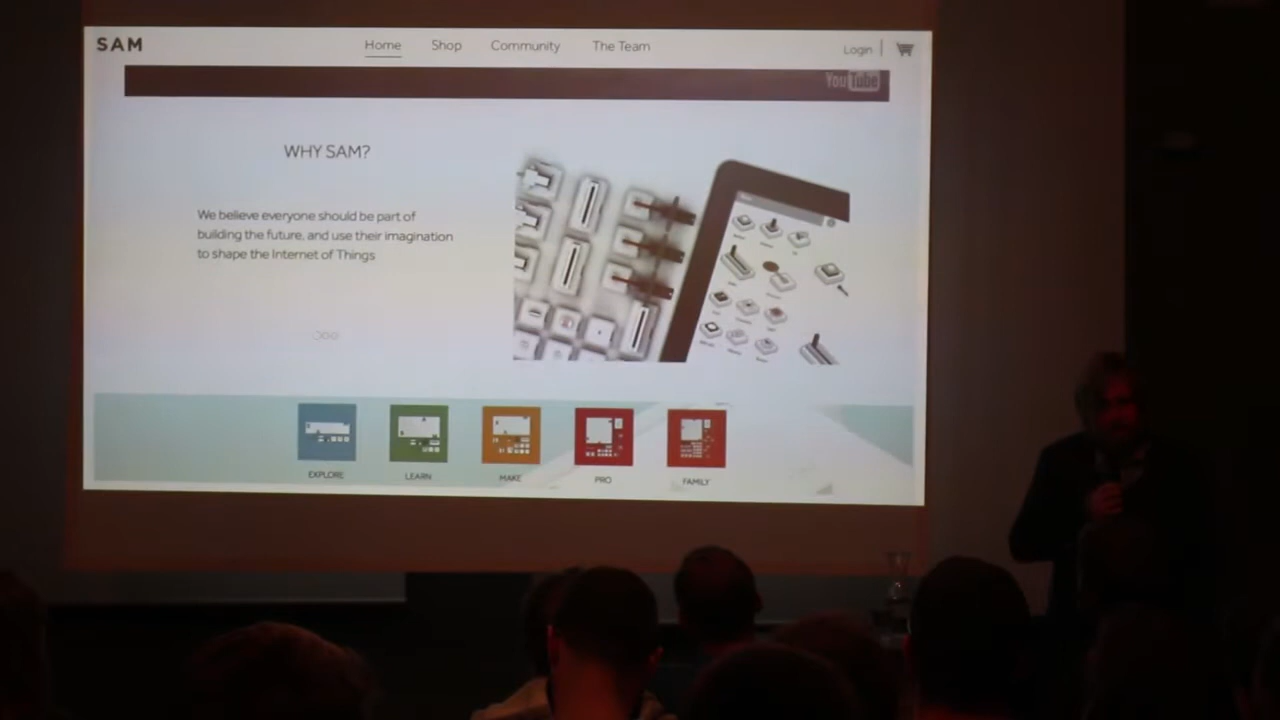 SAM
Home Shop Community The Team
Login
YouTube
WHY SAM?
We believe everyone should be part of
building the future, and use their imagination
to shape the Internet of Things
EXPLORE LEARN MAKE PRO FAMILY